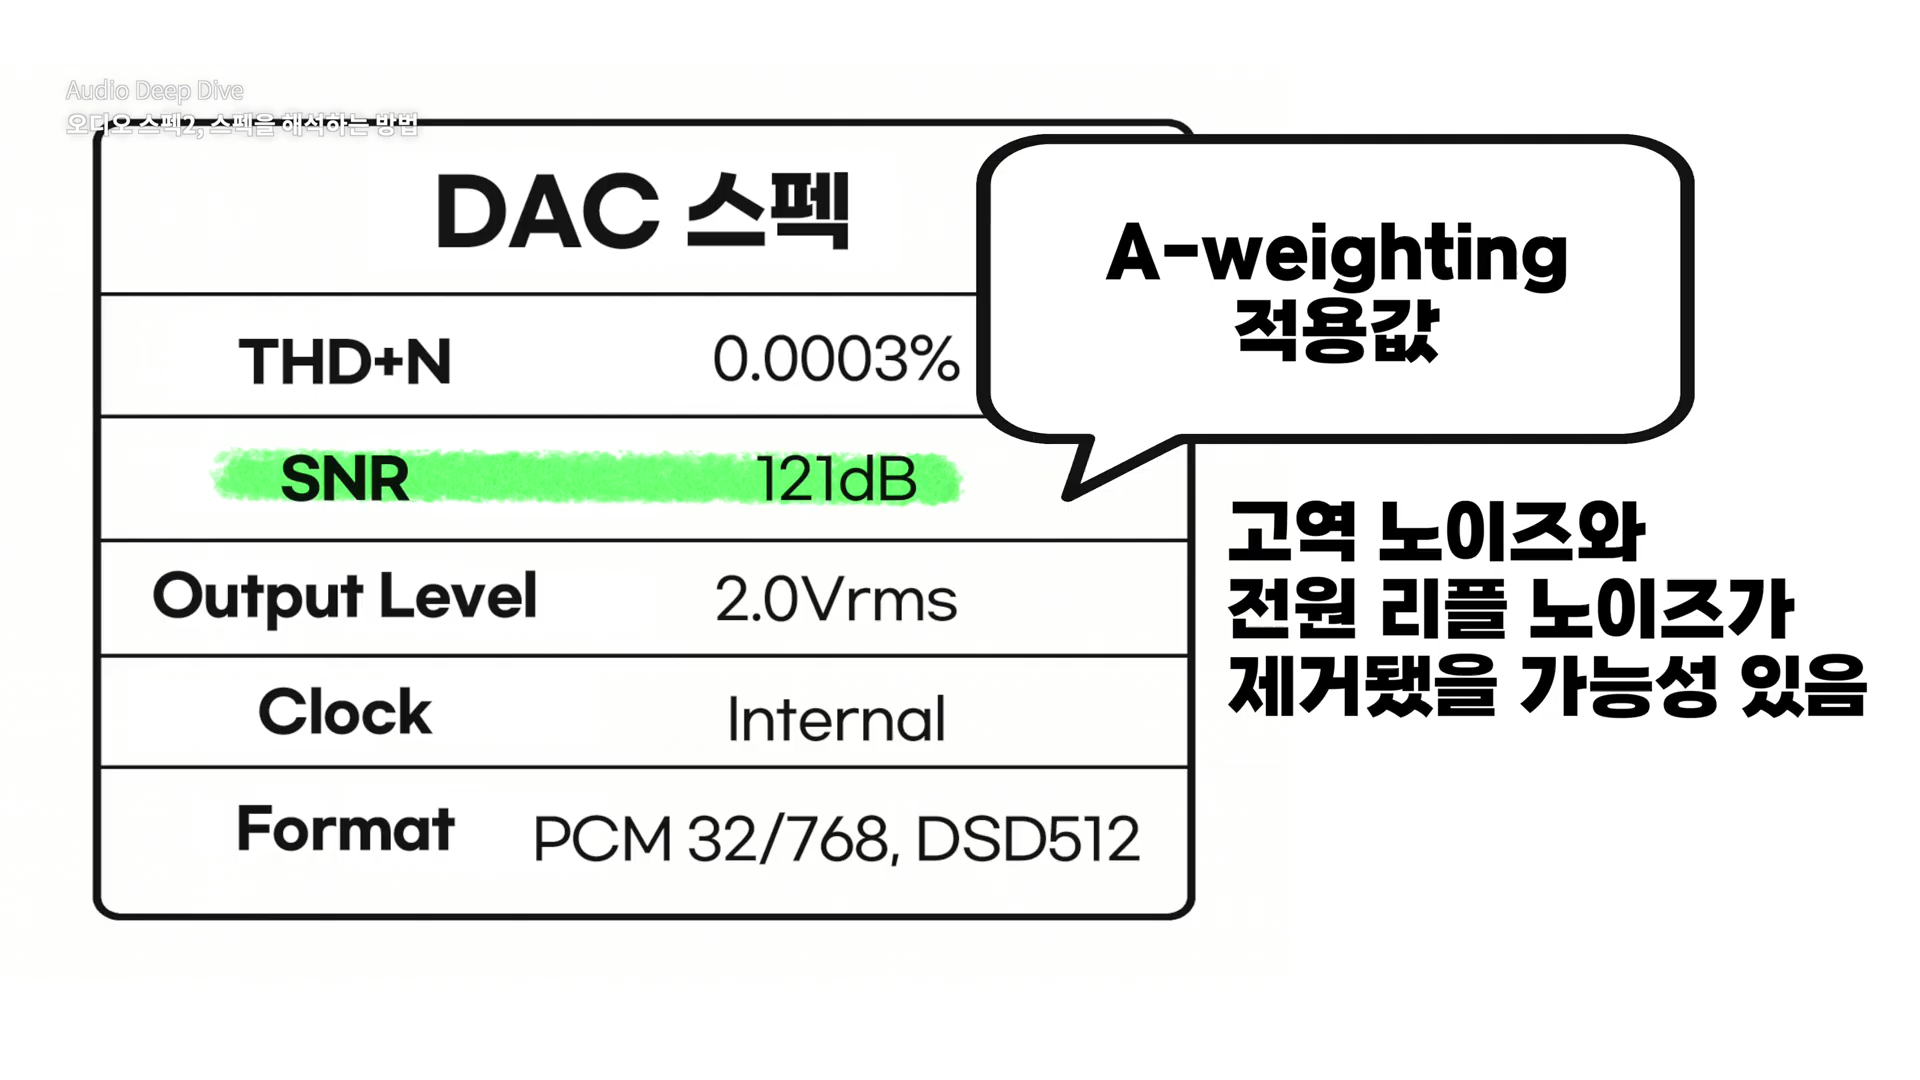 Audio Deep Dive
오디오 스펙2, 스펙을 해석하는 방법
DAC 스펙
A-weighting
적용값
THD+N 0.0003%
SNR 121dB
고역 노이즈와
전원 리플 노이즈가
제거됐을 가능성 있음
Output Level 2.0Vrms
Clock Internal
Format PCM 32/768, DSD512